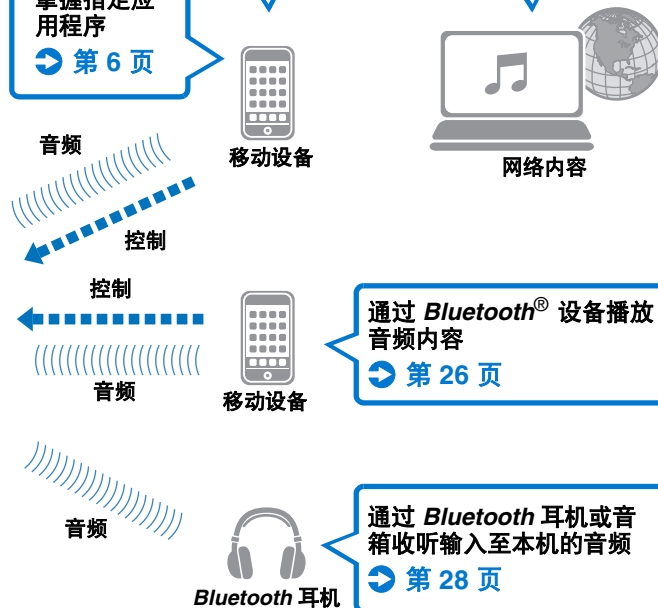 掌握指定应
用程序
第 6 页
移动设备
网络内容
音频
控制
控制
音频
移动设备
通过 Bluetooth® 设备播放
音频内容
第 26 页
音频
Bluetooth 耳机
通过 Bluetooth 耳机或音
箱收听输入至本机的音频
第 28 页